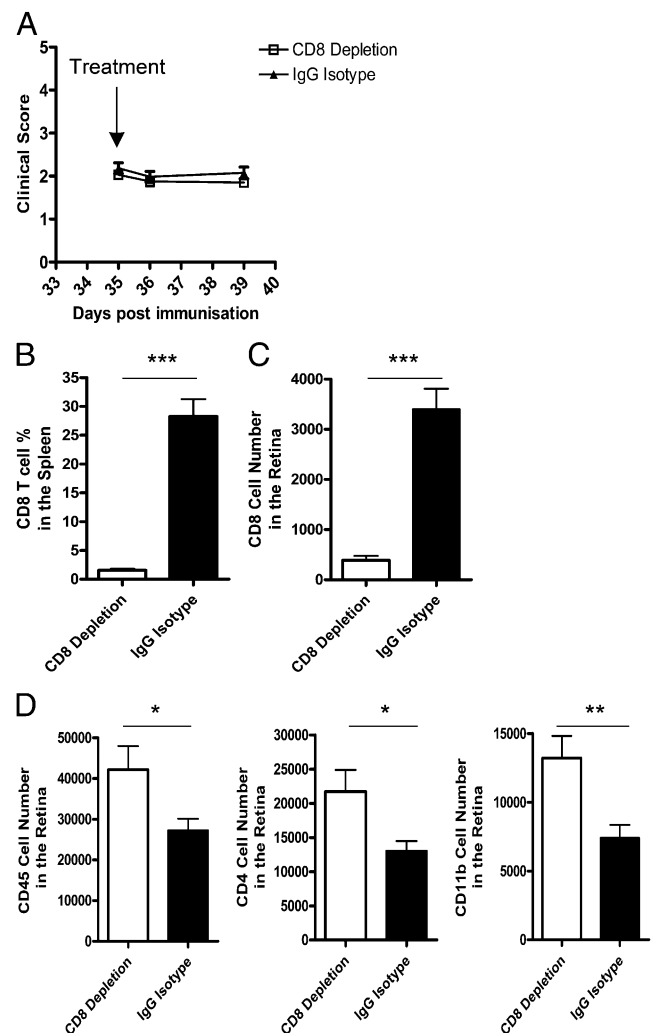 A
CD8 Depletion
IgG Isotype
Treatment
Clinical Score
5
4
3
2
1
0
33 34 35 36 37 38 39 40
Days post immunisation
B
***
CD8 T cell %
in the Spleen
35
30
25
20
15
10
5
0
CD8 Depletion
IgG Isotype
C
***
CD8 Cell Number
in the Retina
4000
3000
2000
1000
0
CD8 Depletion
IgG Isotype
D
*
CD45 Cell Number
in the Retina
50000
40000
30000
20000
10000
0
CD8 Depletion
IgG Isotype
*
CD4 Cell Number
in the Retina
30000
25000
20000
15000
10000
5000
0
CD8 Depletion
IgG Isotype
**
CD11b Cell Number
in the Retina
15000
10000
5000
0
CD8 Depletion
IgG Isotype